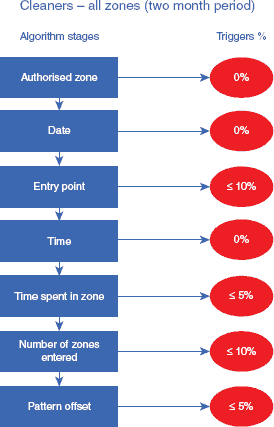 Cleaners – all zones (two month period)
Algorithm stages
Triggers %
Authorised zone
0%
Date
0%
Entry point
≤ 10%
Time
0%
Time spent in zone
≤ 5%
Number of zones
entered
≤ 10%
Pattern offset
≤ 5%